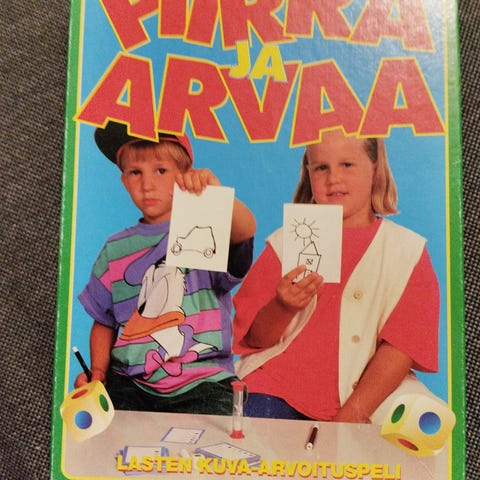 PIIRRÄ
JA
ARVAA
LASTEN KUVA-ARVOITUSPELI